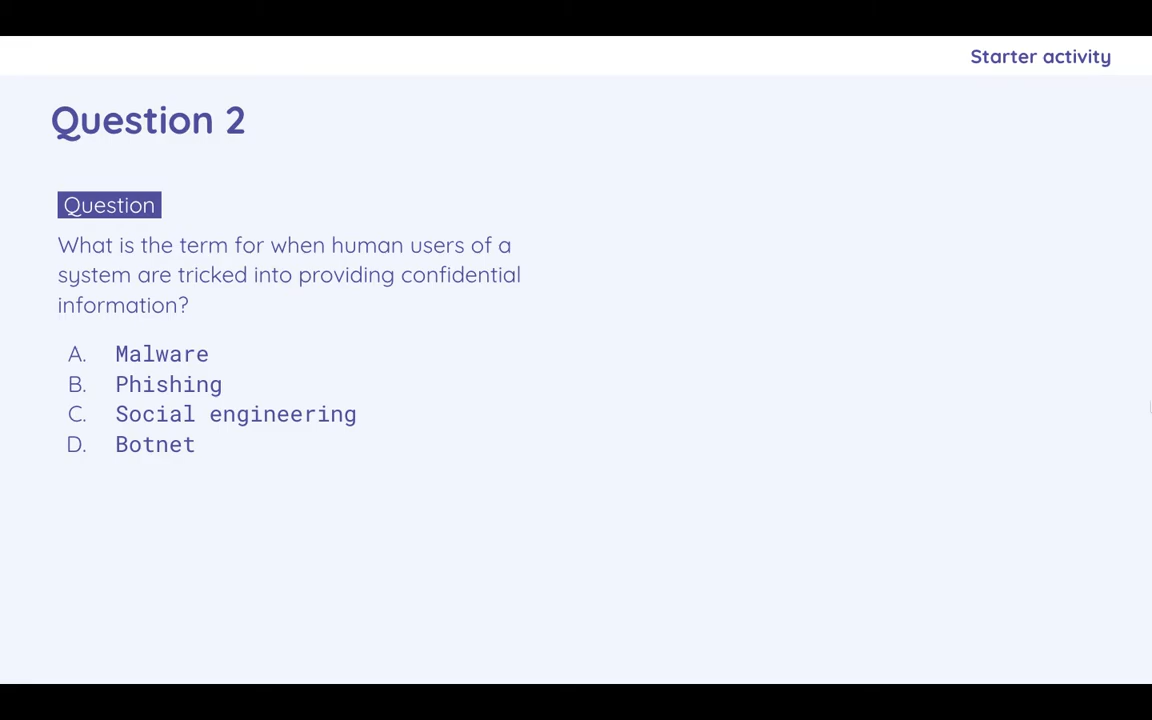 Starter activity
Question 2
Question
What is the term for when human users of a
system are tricked into providing confidential
information?
A. Malware
B. Phishing
C. Social engineering
D. Botnet